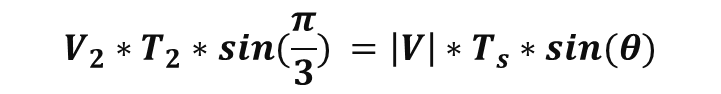 V₂ * T₂ * sin(π/3) = |V| * Tₛ * sin(θ)